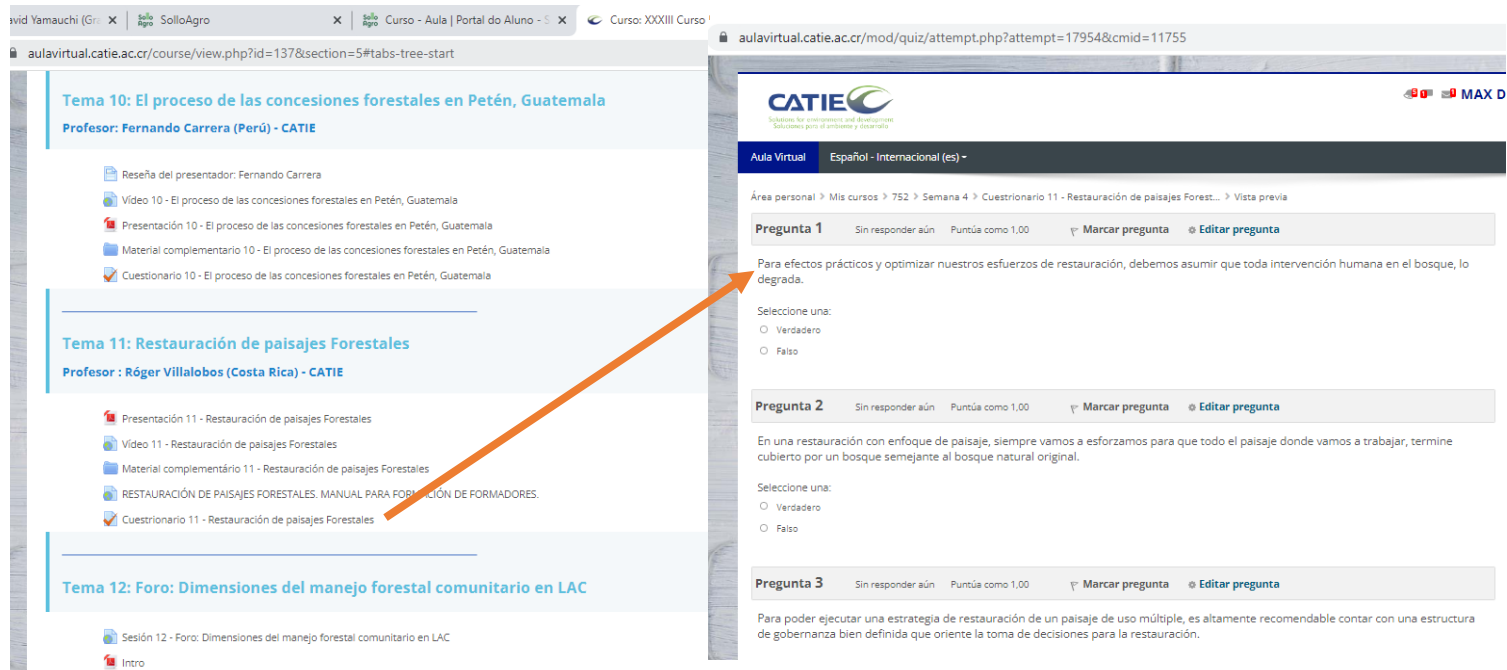 avid Yamauchi (Gr
SolloAgro
Curso - Aula | Portal do Aluno - S
Curso: XXXIII Curso
aulavirtual.catie.ac.cr/course/view.php?id=137&section=5#tabs-tree-start
Tema 10: El proceso de las concesiones forestales en Petén, Guatemala
Profesor: Fernando Carrera (Perú) - CATIE
Reseña del presentador: Fernando Carrera
Vídeo 10 - El proceso de las concesiones forestales en Petén, Guatemala
Presentación 10 - El proceso de las concesiones forestales en Petén, Guatemala
Material complementario 10 - El proceso de las concesiones forestales en Petén, Guatemala
Cuestionario 10 - El proceso de las concesiones forestales en Petén, Guatemala
Tema 11: Restauración de paisajes Forestales
Profesor : Róger Villalobos (Costa Rica) - CATIE
Presentación 11 - Restauración de paisajes Forestales
Vídeo 11 - Restauración de paisajes Forestales
Material complementário 11 - Restauración de paisajes Forestales
RESTAURACIÓN DE PAISAJES FORESTALES. MANUAL PARA FORMACIÓN DE FORMADORES.
Cuestrionario 11 - Restauración de paisajes Forestales
Tema 12: Foro: Dimensiones del manejo forestal comunitario en LAC
Sesión 12 - Foro: Dimensiones del manejo forestal comunitario en LAC
Intro
aulavirtual.catie.ac.cr/mod/quiz/attempt.php?attempt=17954&cmid=11755
CATIE
Solutions for environment and development
Soluciones para el ambiente y desarrollo
MAX D
Aula Virtual
Español - Internacional (es)
Área personal > Mis cursos > 752 > Semana 4 > Cuestrionario 11 - Restauración de paisajes Forest... > Vista previa
Pregunta 1 Sin responder aún Puntúa como 1,00 Marcar pregunta Editar pregunta
Para efectos prácticos y optimizar nuestros esfuerzos de restauración, debemos asumir que toda intervención humana en el bosque, lo
degrada.
Seleccione una:
Verdadero
Falso
Pregunta 2 Sin responder aún Puntúa como 1,00 Marcar pregunta Editar pregunta
En una restauración con enfoque de paisaje, siempre vamos a esforzarnos para que todo el paisaje donde vamos a trabajar, termine
cubierto por un bosque semejante al bosque natural original.
Seleccione una:
Verdadero
Falso
Pregunta 3 Sin responder aún Puntúa como 1,00 Marcar pregunta Editar pregunta
Para poder ejecutar una estrategia de restauración de un paisaje de uso múltiple, es altamente recomendable contar con una estructura
de gobernanza bien definida que oriente la toma de decisiones para la restauración.